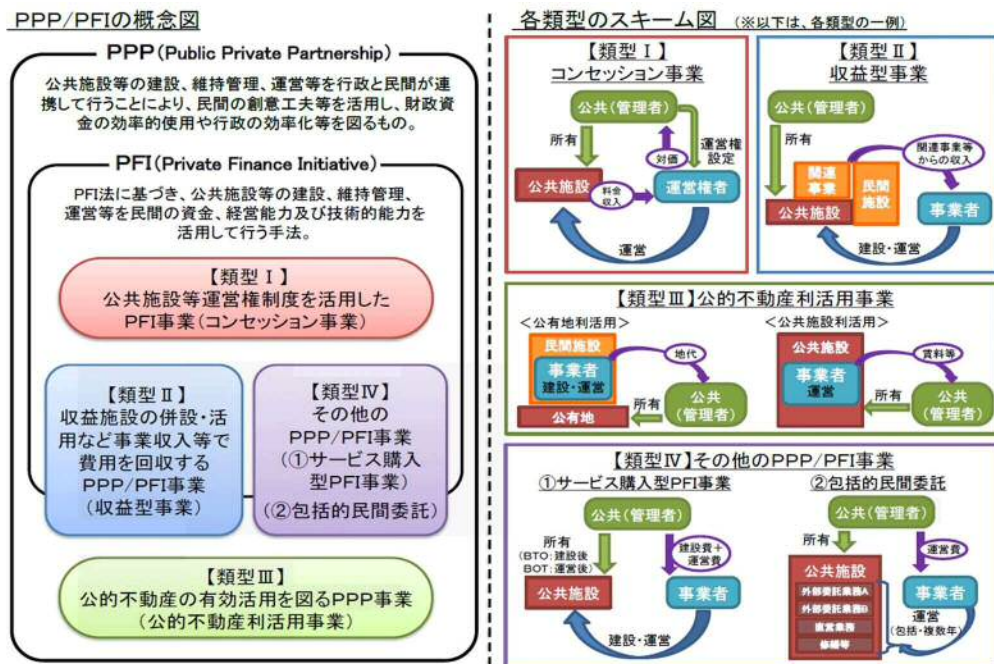 PPP/PFIの概念図
PPP(Public Private Partnership)
公共施設等の建設、維持管理、運営等を行政と民間が連
携して行うことにより、民間の創意工夫等を活用し、財政資
金の効率的使用や行政の効率化等を図るもの。
PFI(Private Finance Initiative)
PFI法に基づき、公共施設等の建設、維持管理、
運営等を民間の資金、経営能力及び技術的能力を
活用して行う手法。
【類型Ⅰ】
公共施設等運営権制度を活用した
PFI事業(コンセッション事業)
【類型Ⅱ】
収益施設の併設・活
用など事業収入等で
費用を回収する
PPP/PFI事業
(収益型事業)
【類型Ⅳ】
その他の
PPP/PFI事業
(①サービス購入
型PFI事業)
(②包括的民間委託)
【類型Ⅲ】
公的不動産の有効活用を図るPPP事業
(公的不動産利活用事業)
各類型のスキーム図 (※以下は、各類型の一例)
【類型Ⅰ】
コンセッション事業
公共(管理者)
所有
対価
運営権
設定
公共施設
料金
収入
運営権者
運営
【類型Ⅱ】
収益型事業
公共(管理者)
所有
関連事業等
からの収入
関連
事業
民間
施設
公共施設
事業者
建設・運営
【類型Ⅲ】公的不動産利活用事業
<公有地利活用>
民間施設
事業者
建設・運営
地代
公有地
所有
公共
(管理者)
<公共施設利活用>
公共施設
事業者
運営
賃料等
所有
公共
(管理者)
【類型Ⅳ】その他のPPP/PFI事業
①サービス購入型PFI事業
公共(管理者)
所有
(BTO:建設後
BOT:運営後)
建設費+
運営費
公共施設
事業者
建設・運営
②包括的民間委託
公共(管理者)
所有
運営費
公共施設
外部委託業務A
外部委託業務B
直営業務
修繕等
事業者
運営
(包括・複数年)